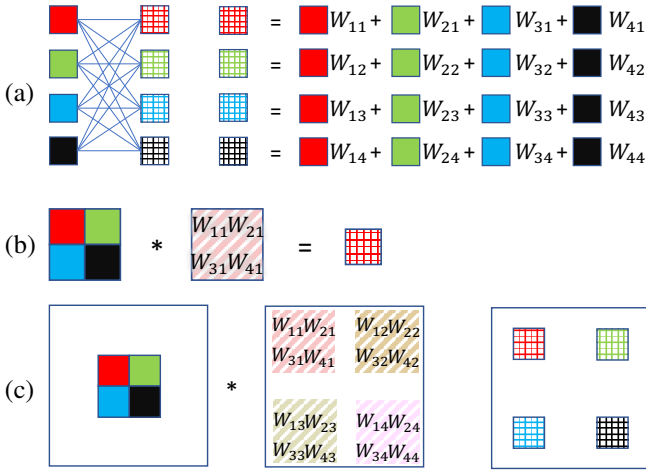 = W₁₁+ W₂₁+ W₃₁+ W₄₁
= W₁₂+ W₂₂+ W₃₂+ W₄₂
(a)
= W₁₃+ W₂₃+ W₃₃+ W₄₃
= W₁₄+ W₂₄+ W₃₄+ W₄₄
(b) * W₁₁W₂₁ =
W₃₁W₄₁
W₁₁W₂₁ W₁₂W₂₂
W₃₁W₄₁ W₃₂W₄₂
(c) *
W₁₃W₂₃ W₁₄W₂₄
W₃₃W₄₃ W₃₄W₄₄